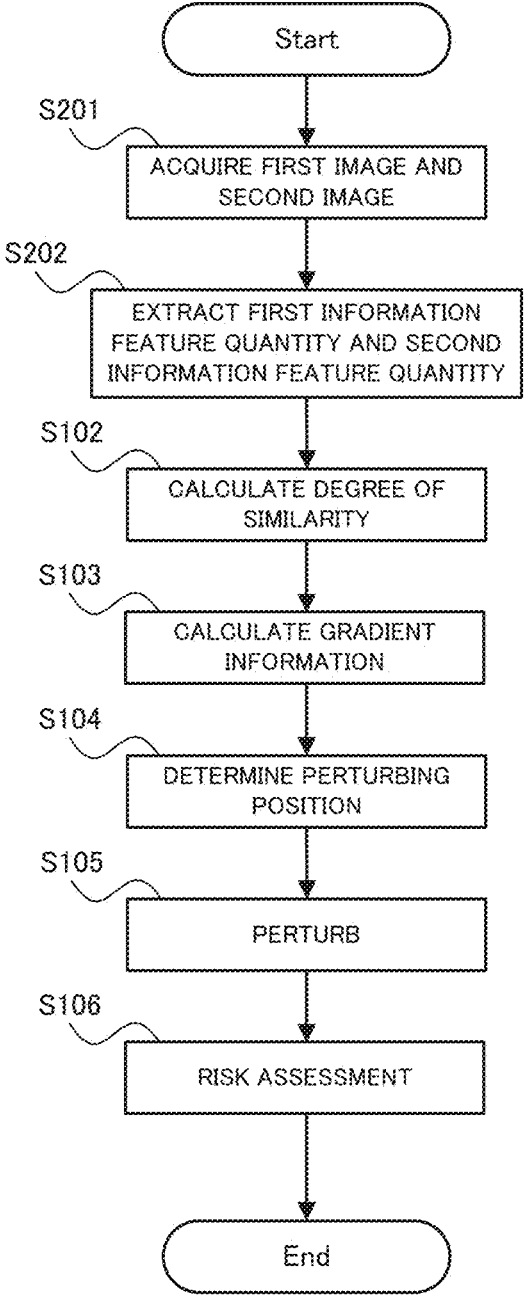 Start
S201
ACQUIRE FIRST IMAGE AND
SECOND IMAGE
S202
EXTRACT FIRST INFORMATION
FEATURE QUANTITY AND SECOND
INFORMATION FEATURE QUANTITY
S102
CALCULATE DEGREE OF
SIMILARITY
S103
CALCULATE GRADIENT
INFORMATION
S104
DETERMINE PERTURBING
POSITION
S105
PERTURB
S106
RISK ASSESSMENT
End